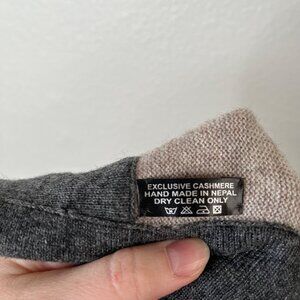 EXCLUSIVE CASHMERE
HAND MADE IN NEPAL
DRY CLEAN ONLY